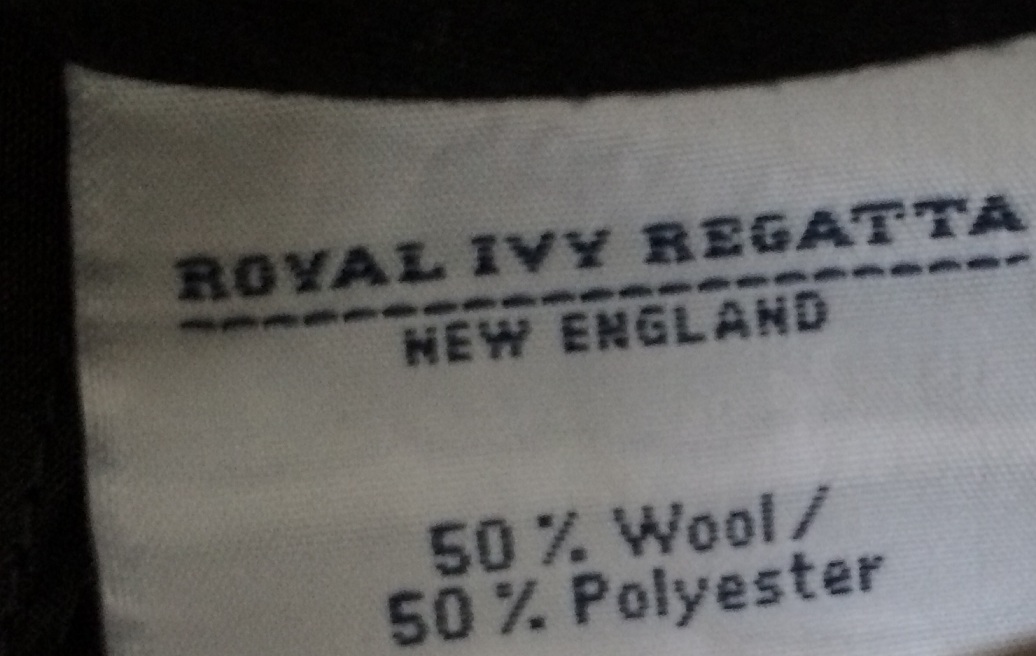 ROYAL IVY REGATTA
NEW ENGLAND
50% Wool/
50% Polyester